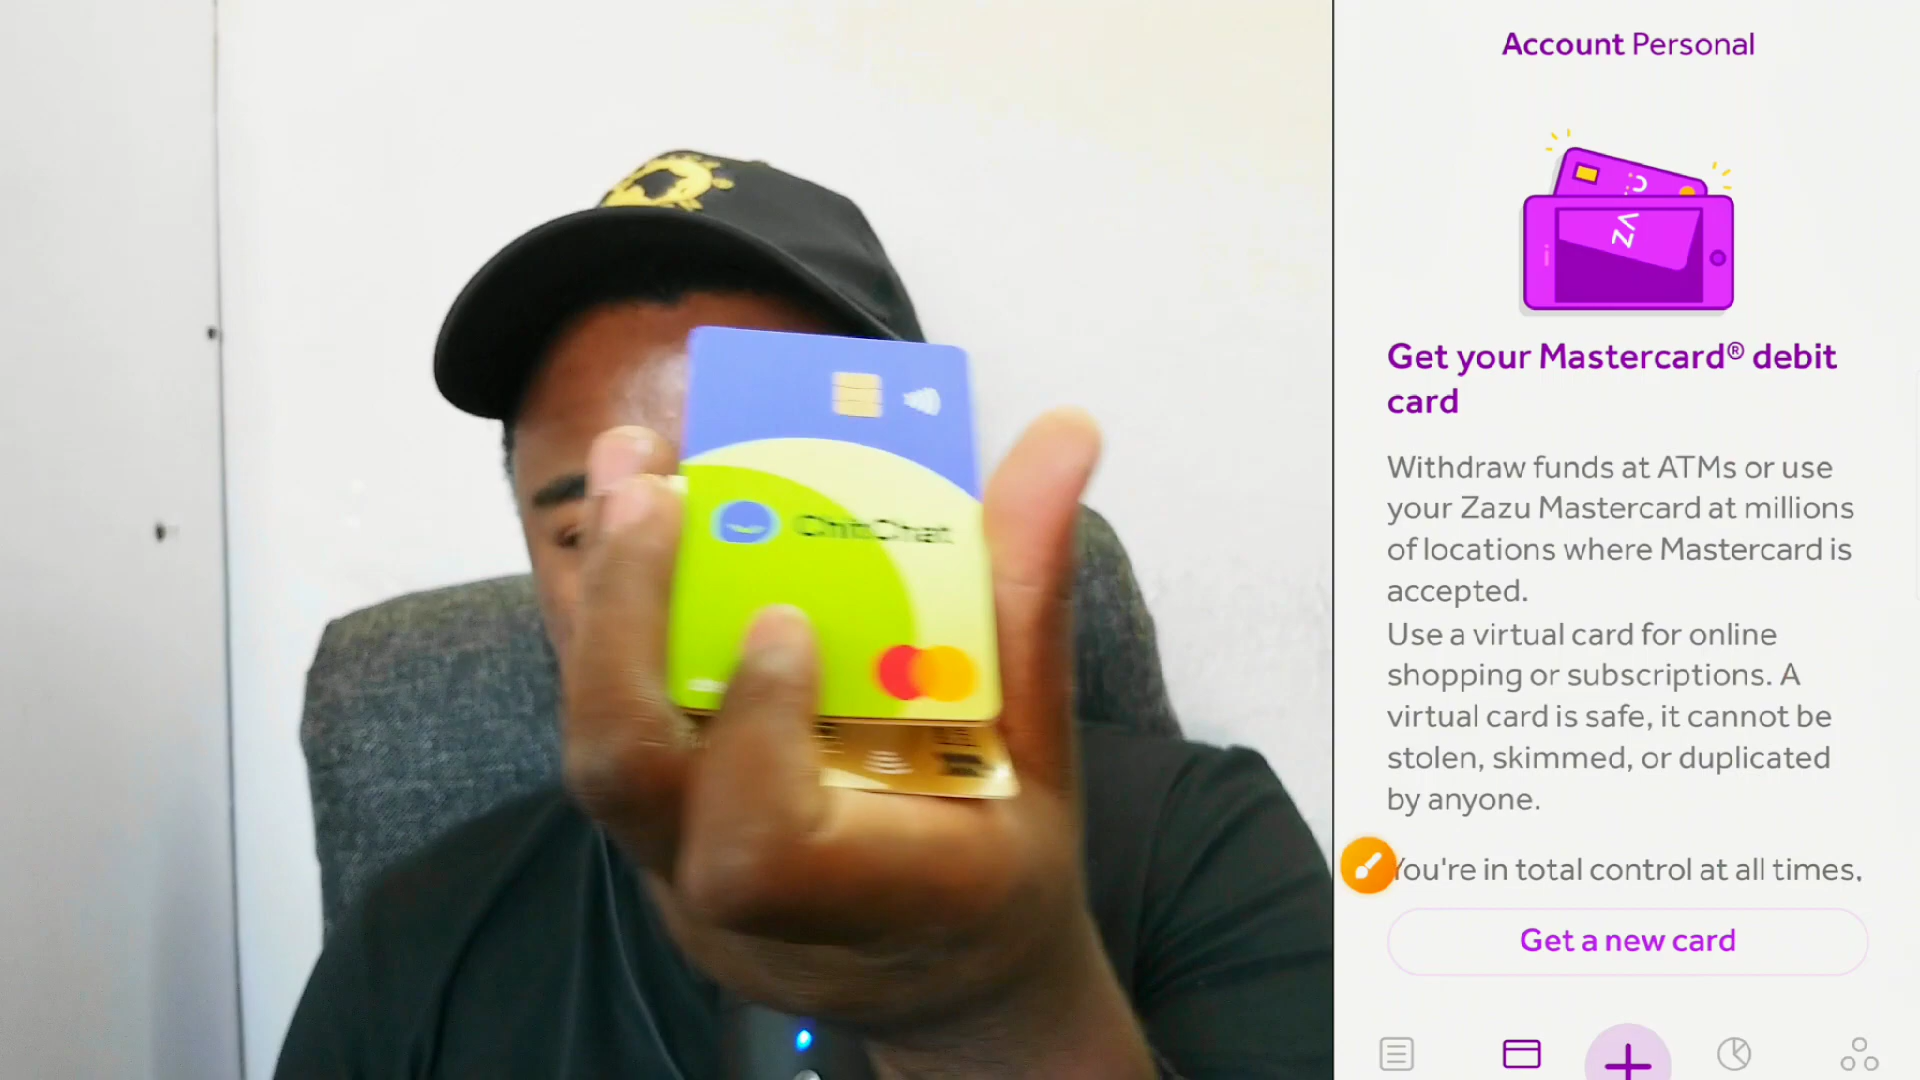 ChitChat
Account Personal
Get your Mastercard® debit
card
Withdraw funds at ATMs or use
your Zazu Mastercard at millions
of locations where Mastercard is
accepted.
Use a virtual card for online
shopping or subscriptions. A
virtual card is safe, it cannot be
stolen, skimmed, or duplicated
by anyone.
You're in total control at all times,
Get a new card